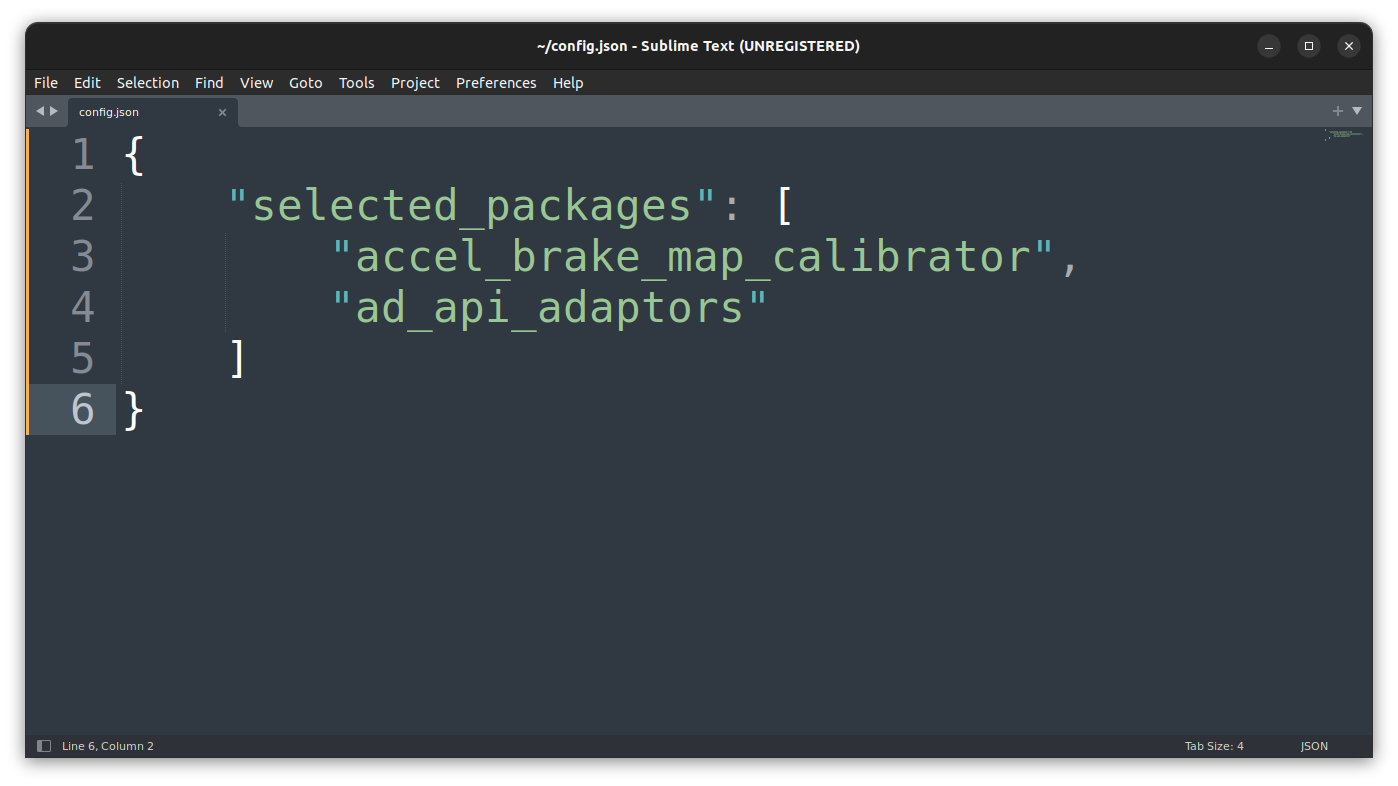 ~/config.json - Sublime Text (UNREGISTERED)
File Edit Selection Find View Goto Tools Project Preferences Help
config.json
1 {
2 "selected_packages": [
3 "accel_brake_map_calibrator",
4 "ad_api_adaptors"
5 ]
6 }
Line 6, Column 2 Tab Size: 4 JSON